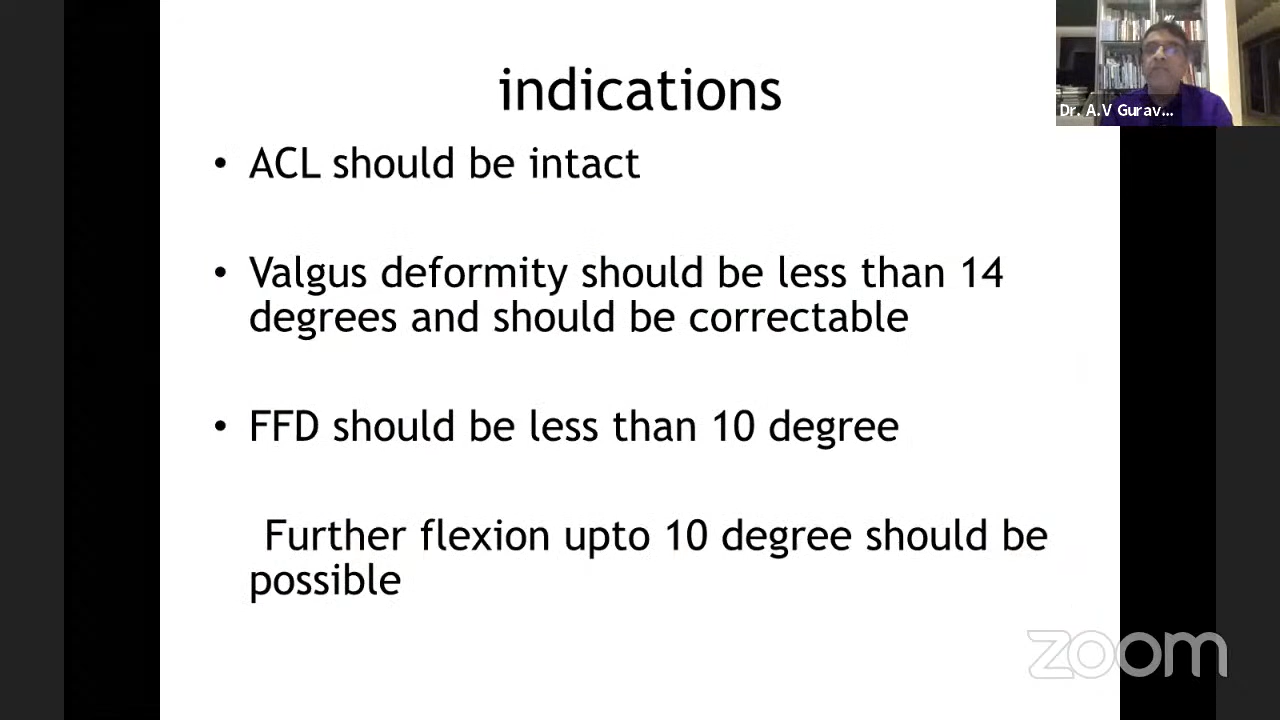 indications
• ACL should be intact
• Valgus deformity should be less than 14
degrees and should be correctable
• FFD should be less than 10 degree
Further flexion upto 10 degree should be
possible
Dr. A.V Gurav...
zoom